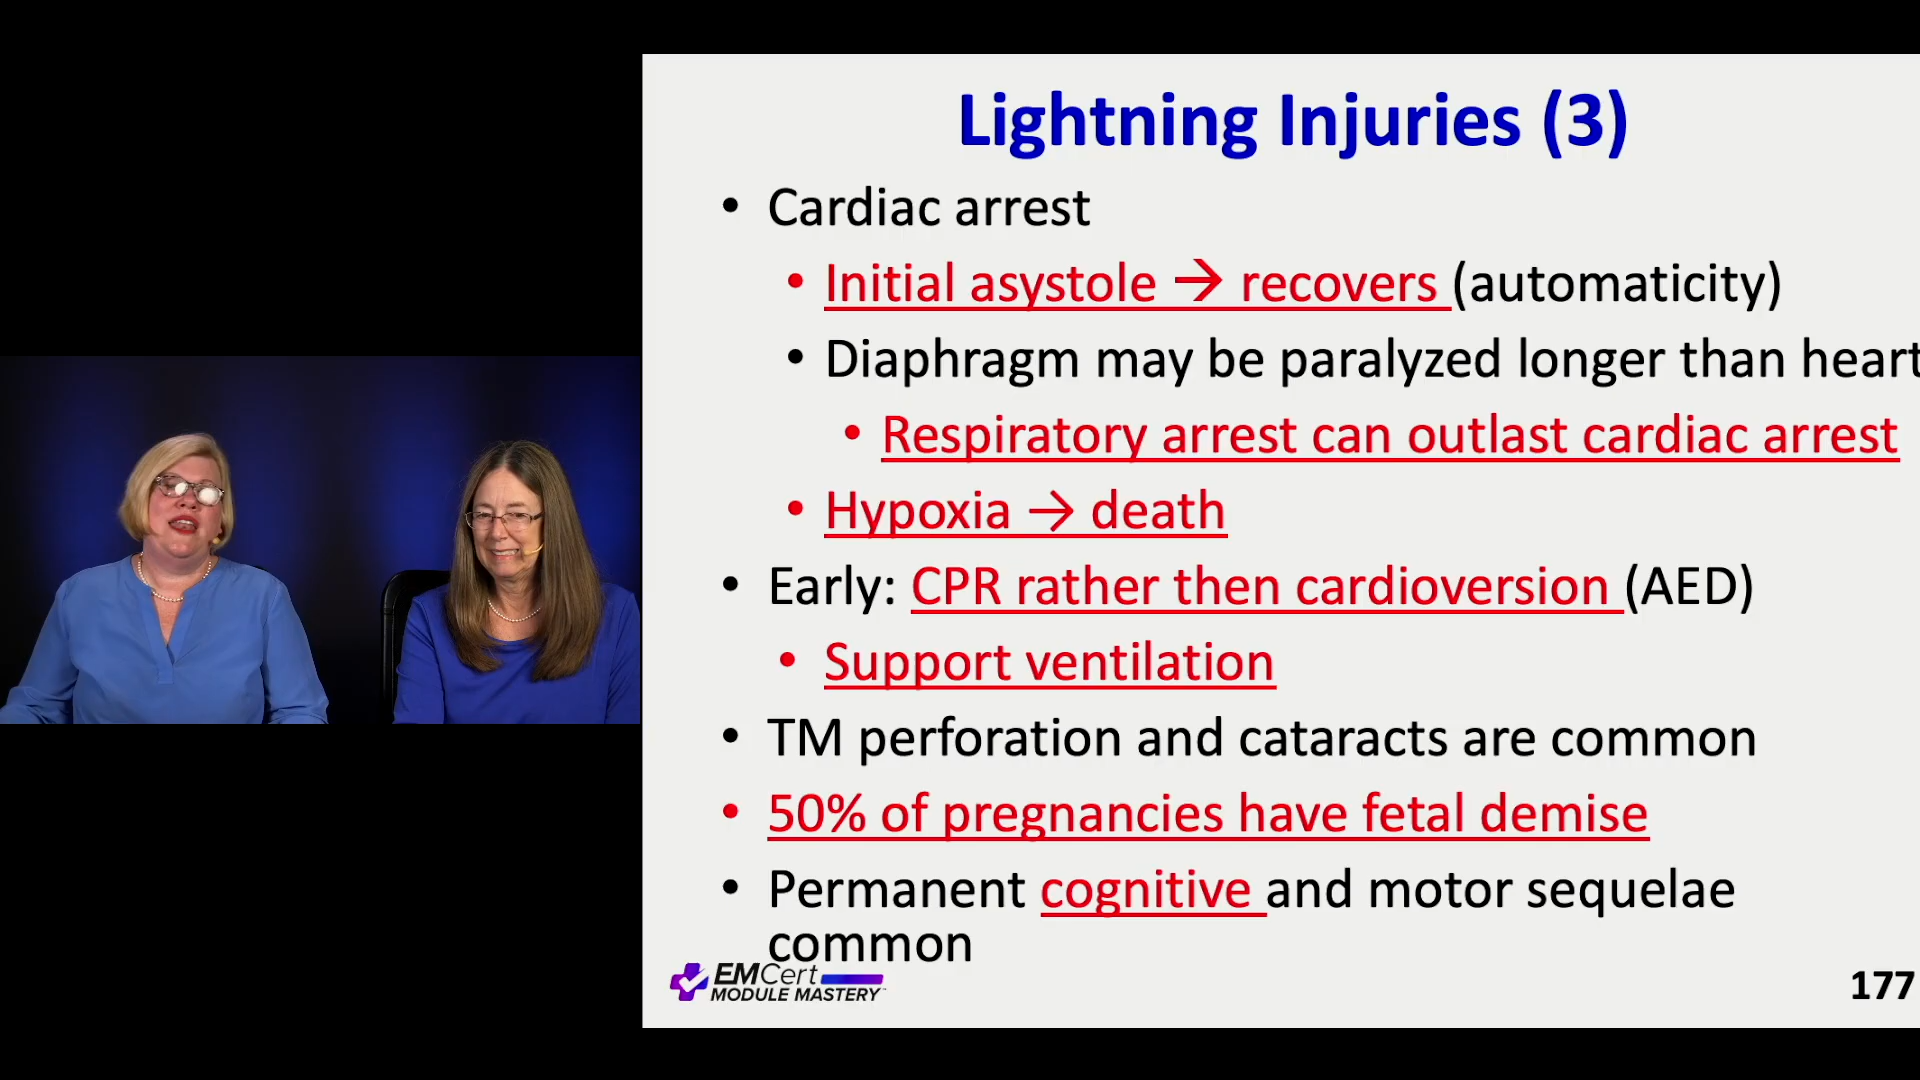 Lightning Injuries (3)
• Cardiac arrest
• Initial asystole → recovers (automaticity)
• Diaphragm may be paralyzed longer than heart
• Respiratory arrest can outlast cardiac arrest
• Hypoxia → death
• Early: CPR rather then cardioversion (AED)
• Support ventilation
• TM perforation and cataracts are common
• 50% of pregnancies have fetal demise
• Permanent cognitive and motor sequelae
common
EMCert
MODULE MASTERY™
177